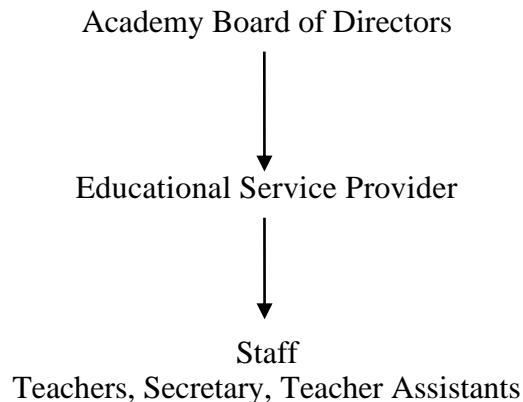 Academy Board of Directors
Educational Service Provider
Staff
Teachers, Secretary, Teacher Assistants